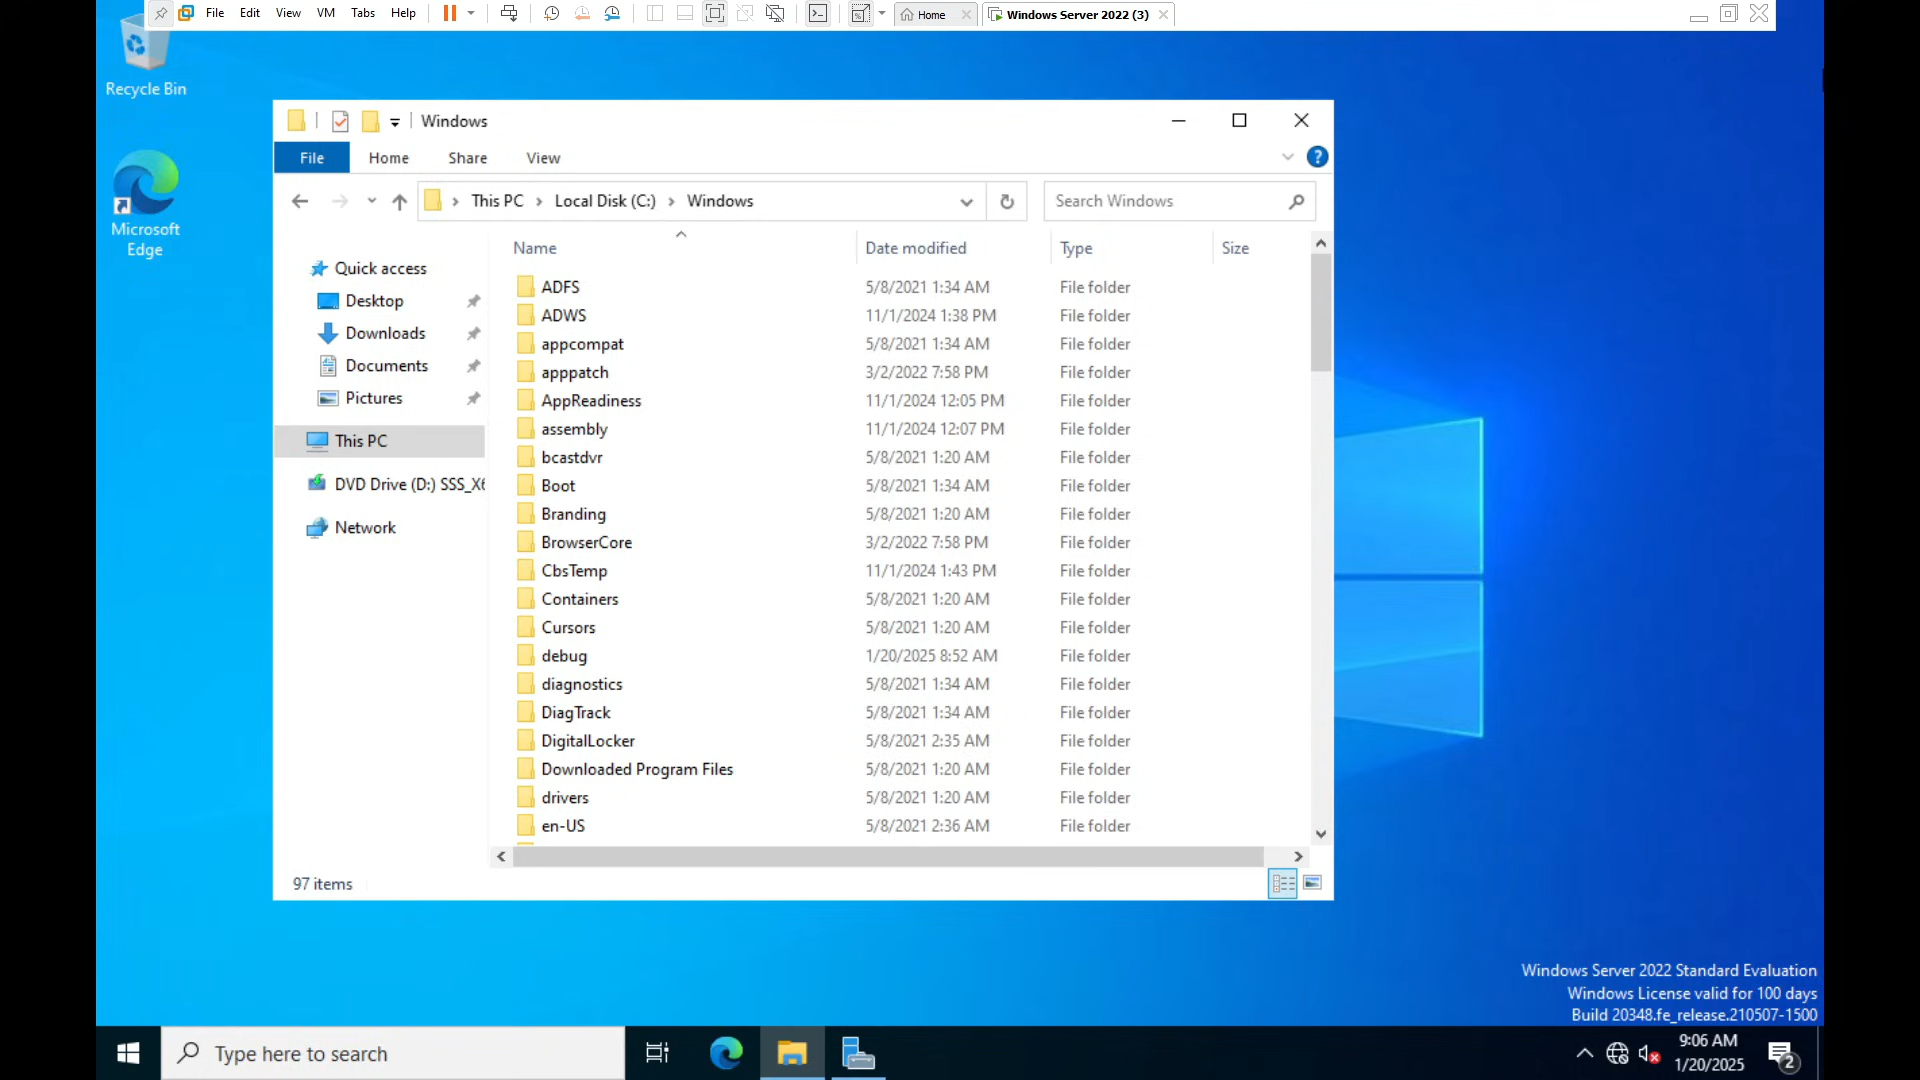 File Edit View VM Tabs Help Home Windows Server 2022 (3)
Recycle Bin
Microsoft
Edge
Windows
File Home Share View
This PC Local Disk (C:) Windows Search Windows
Name Date modified Type Size
Quick access
Desktop
Downloads
Documents
Pictures
This PC
DVD Drive (D:) SSS_X6
Network
ADFS 5/8/2021 1:34 AM File folder
ADWS 11/1/2024 1:38 PM File folder
appcompat 5/8/2021 1:34 AM File folder
apppatch 3/2/2022 7:58 PM File folder
AppReadiness 11/1/2024 12:05 PM File folder
assembly 11/1/2024 12:07 PM File folder
bcastdvr 5/8/2021 1:20 AM File folder
Boot 5/8/2021 1:34 AM File folder
Branding 5/8/2021 1:20 AM File folder
BrowserCore 3/2/2022 7:58 PM File folder
CbsTemp 11/1/2024 1:43 PM File folder
Containers 5/8/2021 1:20 AM File folder
Cursors 5/8/2021 1:20 AM File folder
debug 1/20/2025 8:52 AM File folder
diagnostics 5/8/2021 1:34 AM File folder
DiagTrack 5/8/2021 1:34 AM File folder
DigitalLocker 5/8/2021 2:35 AM File folder
Downloaded Program Files 5/8/2021 1:20 AM File folder
drivers 5/8/2021 1:20 AM File folder
en-US 5/8/2021 2:36 AM File folder
97 items
Windows Server 2022 Standard Evaluation
Windows License valid for 100 days
Build 20348.fe_release.210507-1500
Type here to search
9:06 AM
1/20/2025
2